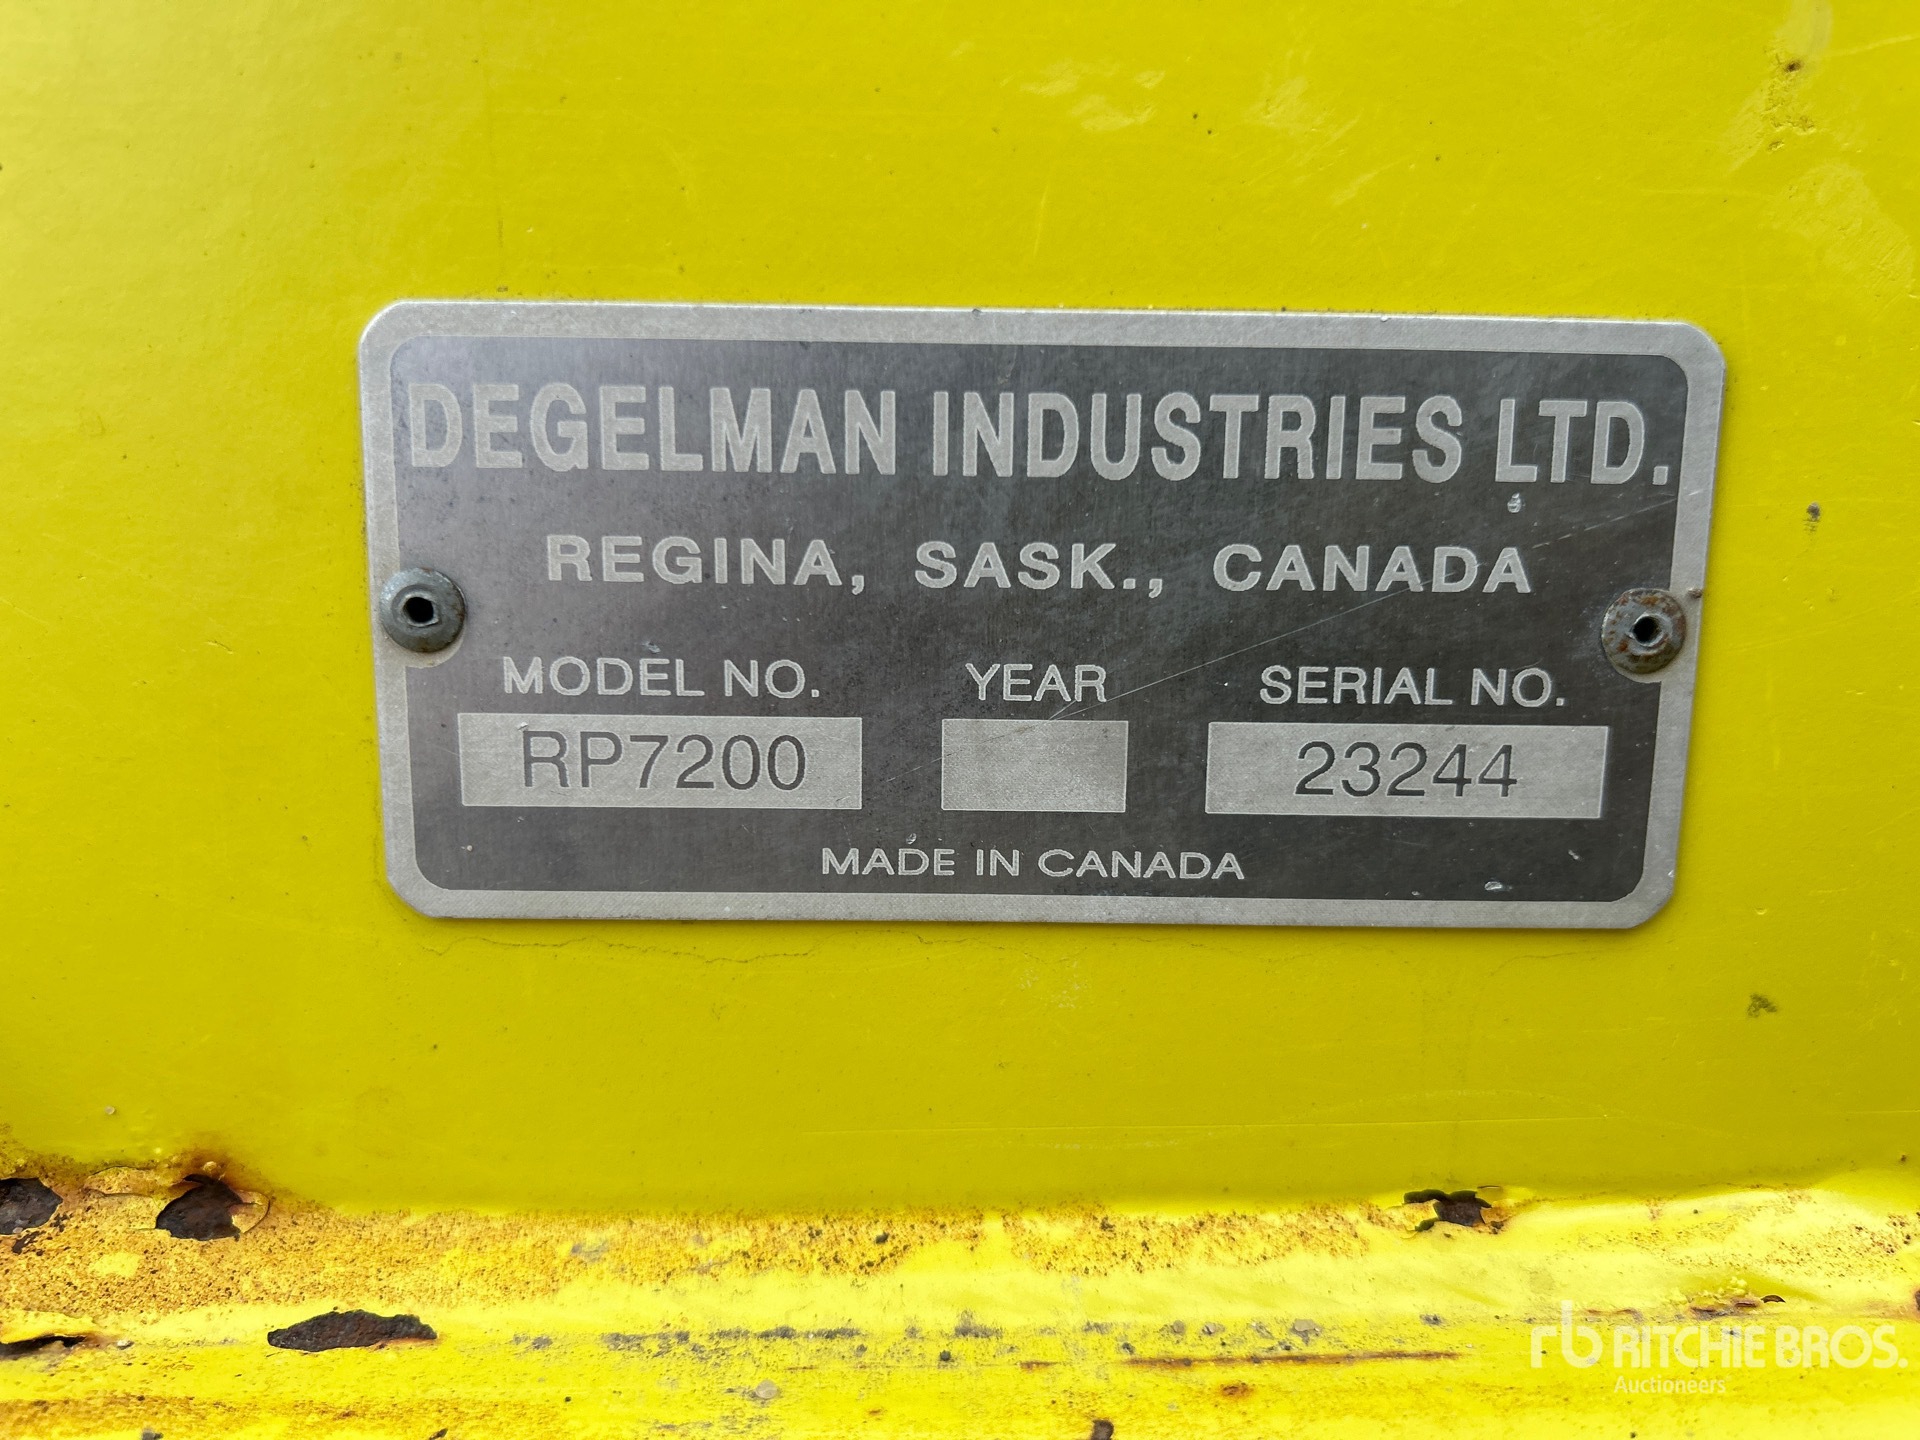 DEGELMAN INDUSTRIES LTD.
REGINA, SASK., CANADA
MODEL NO. YEAR SERIAL NO.
RP7200 23244
MADE IN CANADA
rb RITCHIE BROS.
Auctioneers